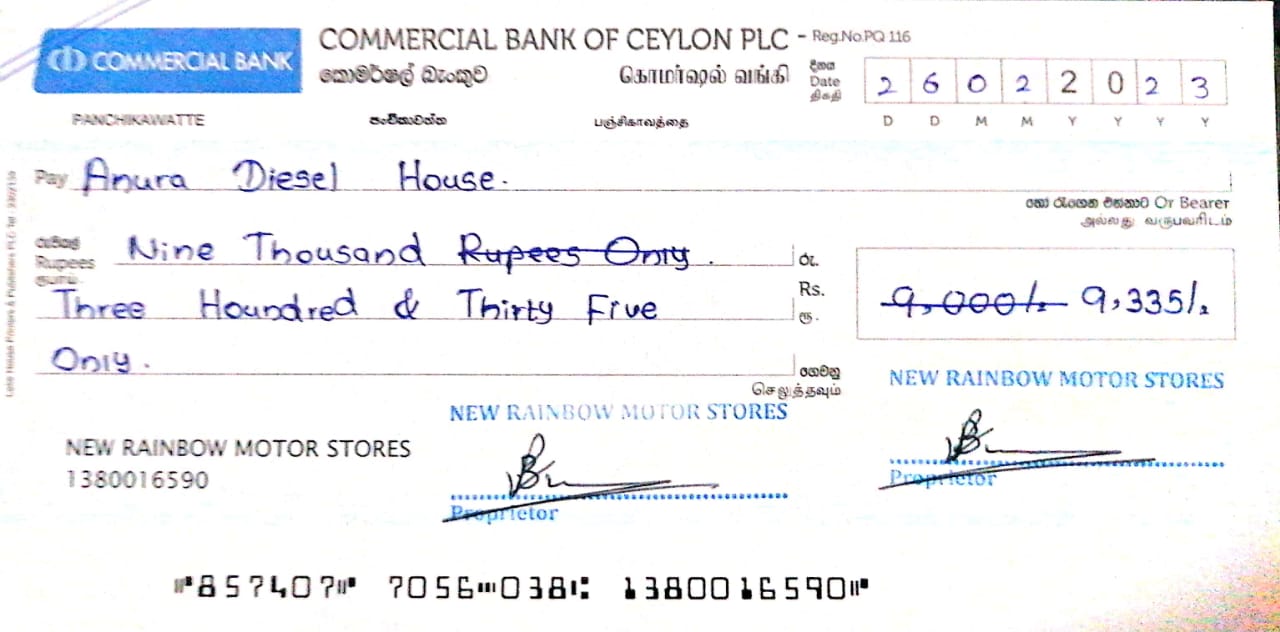 COMMERCIAL BANK
COMMERCIAL BANK OF CEYLON PLC - Reg.No.PQ 116
කොමර්ෂල් බැංකුව கொமர்ஷல் வங்கி
දිනය
Date
திகதி
2 6 0 2 2 0 2 3
D D M M Y Y Y Y
PANCHIKAWATTE පංචිකාවත්ත பஞ்சிகாவத்தை
Pay Anura Diesel House.
හෝ රැගෙන එන්නාට Or Bearer
அல்லது வருபவரிடம்
රුපියල්
Rupees
ரூபாய்
Nine Thousand Rupees Only.
Three Houndred & Thirty Five
Only.
රු.
Rs.
ரூ.
9,000/- 9,335/-
ගෙවනු
செலுத்தவும்
NEW RAINBOW MOTOR STORES
NEW RAINBOW MOTOR STORES
NEW RAINBOW MOTOR STORES
1380016590
Proprietor
Proprietor
⑈857407⑈ 7056⑉038⑆ 1380016590⑈